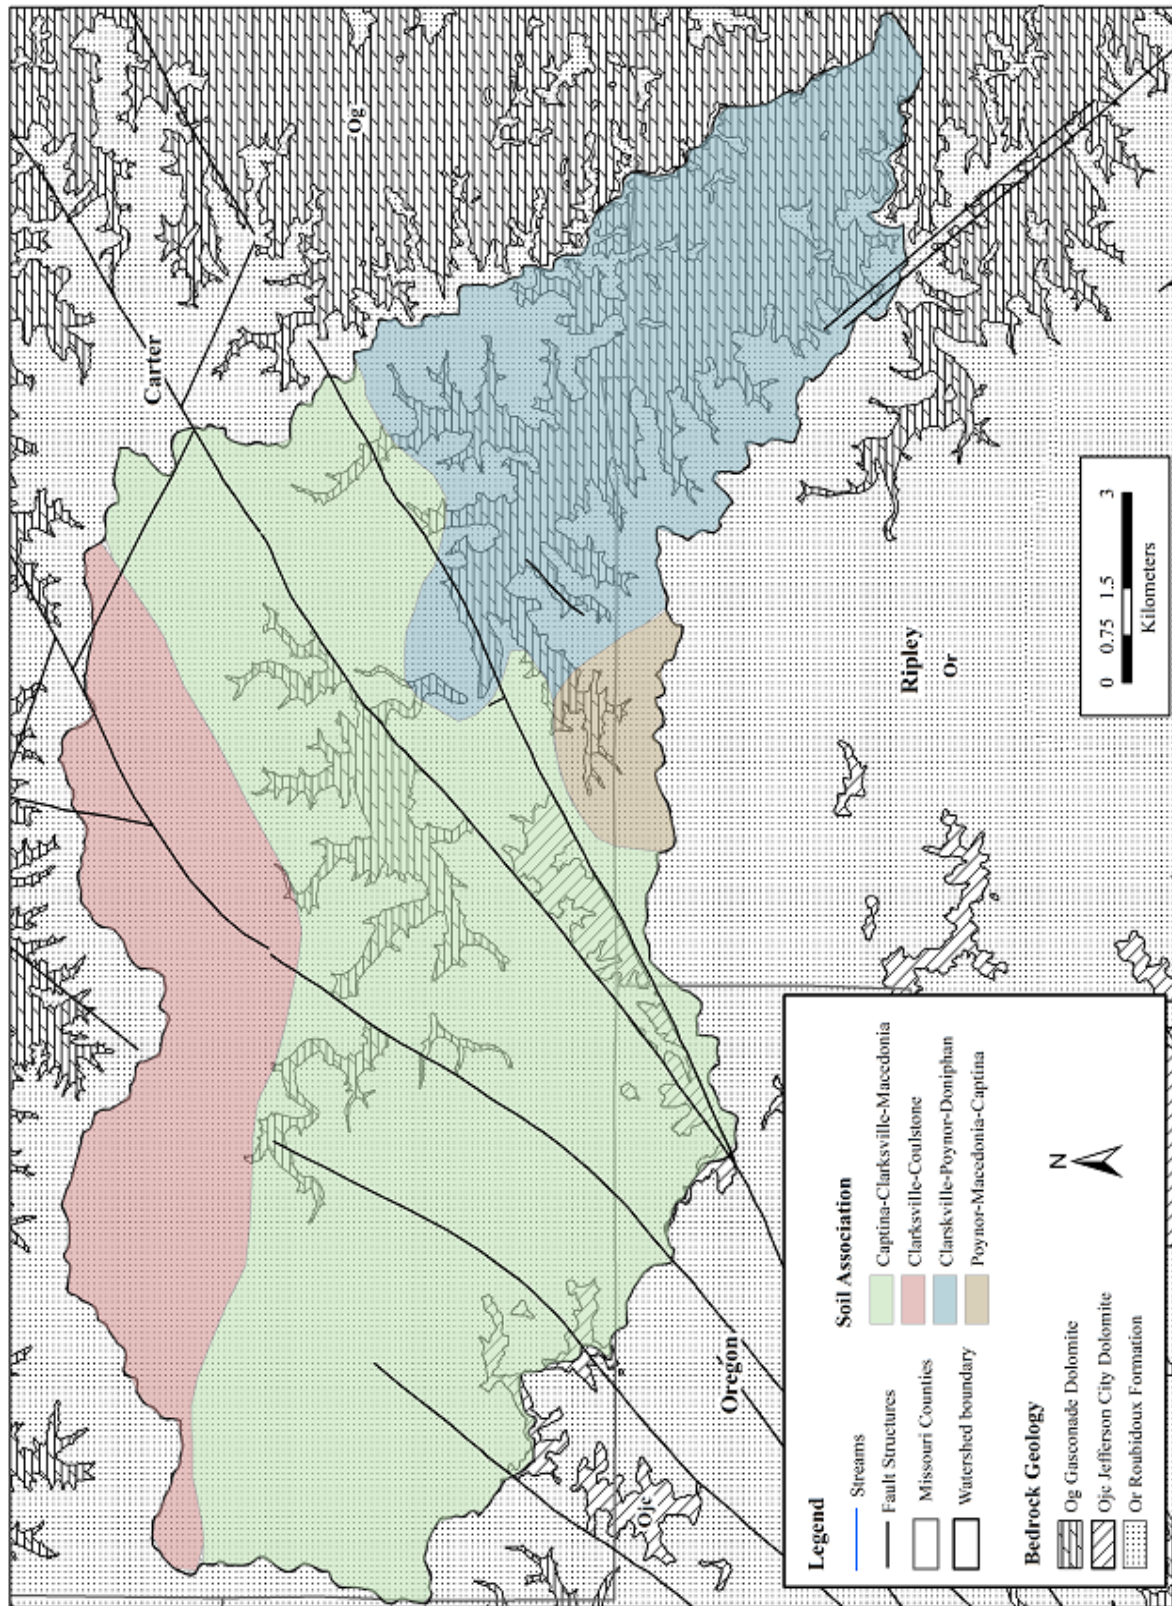 Carter
Og
Ripley
Or
Oregon
Ojc
0 0.75 1.5 3
Kilometers
Legend
Streams
Fault Structures
Missouri Counties
Watershed boundary
Soil Association
Captina-Clarksville-Macedonia
Clarksville-Coulstone
Clarskville-Poynor-Doniphan
Poynor-Macedonia-Captina
Bedrock Geology
Og Gasconade Dolomite
Ojc Jefferson City Dolomite
Or Roubidoux Formation
N